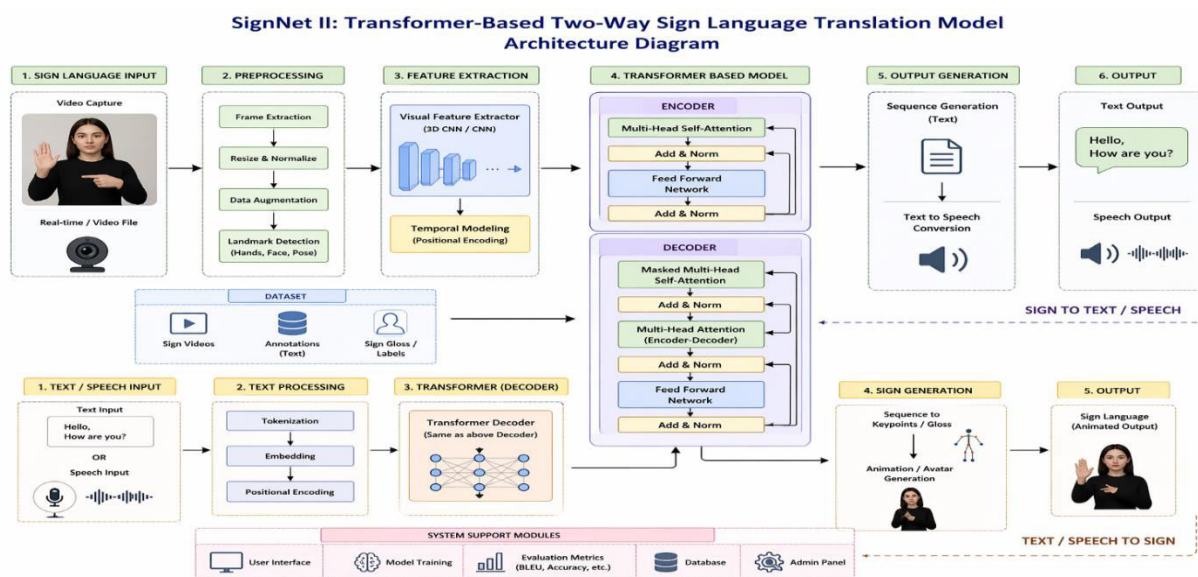 SignNet II: Transformer-Based Two-Way Sign Language Translation Model
Architecture Diagram
1. SIGN LANGUAGE INPUT
Video Capture
Real-time / Video File
2. PREPROCESSING
Frame Extraction
Resize & Normalize
Data Augmentation
Landmark Detection
(Hands, Face, Pose)
3. FEATURE EXTRACTION
Visual Feature Extractor
(3D CNN / CNN)
...
Temporal Modeling
(Positional Encoding)
4. TRANSFORMER BASED MODEL
ENCODER
Multi-Head Self-Attention
Add & Norm
Feed Forward
Network
Add & Norm
DECODER
Masked Multi-Head
Self-Attention
Add & Norm
Multi-Head Attention
(Encoder-Decoder)
Add & Norm
Feed Forward
Network
Add & Norm
5. OUTPUT GENERATION
Sequence Generation
(Text)
Text to Speech
Conversion
6. OUTPUT
Text Output
Hello,
How are you?
Speech Output
SIGN TO TEXT / SPEECH
DATASET
Sign Videos
Annotations
(Text)
Sign Gloss /
Labels
1. TEXT / SPEECH INPUT
Text Input
Hello,
How are you?
OR
Speech Input
2. TEXT PROCESSING
Tokenization
Embedding
Positional Encoding
3. TRANSFORMER (DECODER)
Transformer Decoder
(Same as above Decoder)
4. SIGN GENERATION
Sequence to
Keypoints / Gloss
Animation / Avatar
Generation
5. OUTPUT
Sign Language
(Animated Output)
TEXT / SPEECH TO SIGN
SYSTEM SUPPORT MODULES
User Interface
Model Training
Evaluation Metrics
(BLEU, Accuracy, etc.)
Database
Admin Panel